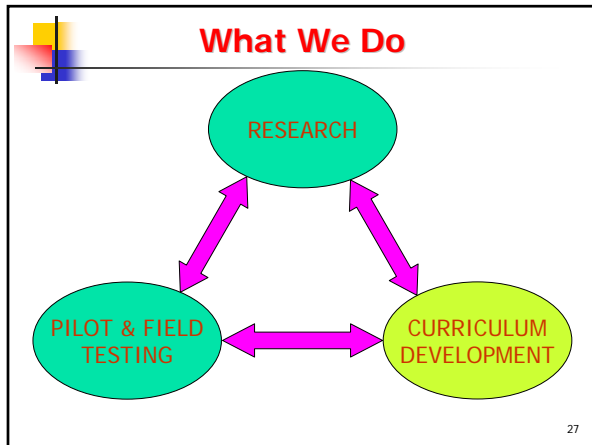 What We Do
RESEARCH
PILOT & FIELD
TESTING
CURRICULUM
DEVELOPMENT
27